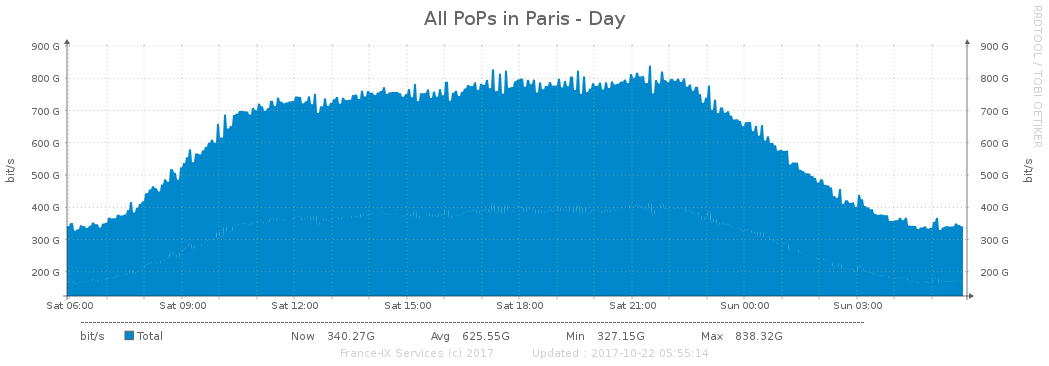 All PoPs in Paris - Day
RRDTOOL / TOBI OETIKER
900 G 900 G
800 G 800 G
700 G 700 G
600 G 600 G
500 G 500 G
400 G 400 G
300 G 300 G
200 G 200 G
bit/s bit/s
Sat 06:00 Sat 09:00 Sat 12:00 Sat 15:00 Sat 18:00 Sat 21:00 Sun 00:00 Sun 03:00
bit/s Total Now 340.27G Avg 625.55G Min 327.15G Max 838.32G
France-IX Services (c) 2017 Updated : 2017-10-22 05:55:14